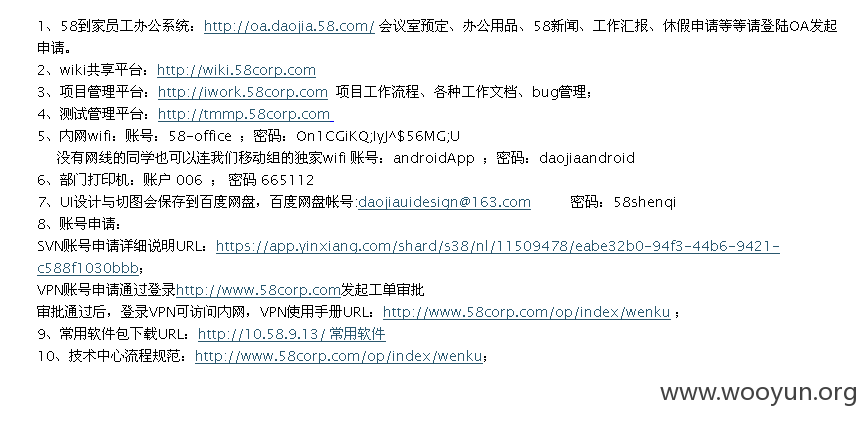 1、58到家员工办公系统：http://oa.daojia.58.com/ 会议室预定、办公用品、58新闻、工作汇报、休假申请等等请登陆OA发起
申请。
2、wiki共享平台：http://wiki.58corp.com
3、项目管理平台：http://iwork.58corp.com 项目工作流程、各种工作文档、bug管理；
4、测试管理平台：http://tmmp.58corp.com
5、内网wifi：账号：58-office ；密码：On1CGiKQ;IyJ^$56MG;U
没有网线的同学也可以连我们移动组的独家wifi 账号：androidApp ；密码：daojiaandroid
6、部门打印机：账户 006 ； 密码 665112
7、UI设计与切图会保存到百度网盘，百度网盘帐号:daojiauidesign@163.com 密码：58shenqi
8、账号申请：
SVN账号申请详细说明URL：https://app.yinxiang.com/shard/s38/nl/11509478/eabe32b0-94f3-44b6-9421-
c588f1030bbb；
VPN账号申请通过登录http://www.58corp.com发起工单审批
审批通过后，登录VPN可访问内网，VPN使用手册URL：http://www.58corp.com/op/index/wenku ；
9、常用软件包下载URL：http://10.58.9.13/ 常用软件
10、技术中心流程规范：http://www.58corp.com/op/index/wenku；
www.wooyun.org